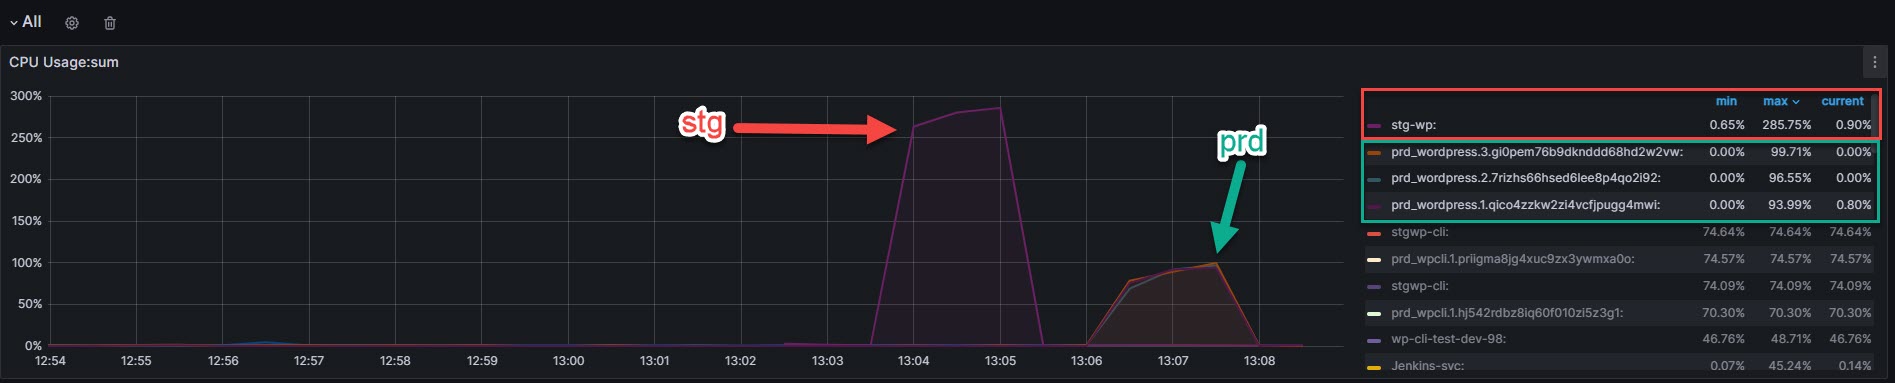 All
CPU Usage:sum
300%
250%
200%
150%
100%
50%
0%
12:54 12:55 12:56 12:57 12:58 12:59 13:00 13:01 13:02 13:03 13:04 13:05 13:06 13:07 13:08
stg
prd
min max current
stg-wp: 0.65% 285.75% 0.90%
prd_wordpress.3.gi0pem76b9dknddd68hd2w2vw: 0.00% 99.71% 0.00%
prd_wordpress.2.7rizhs66hsed6lee8p4qo2i92: 0.00% 96.55% 0.00%
prd_wordpress.1.qico4zzkw2zi4vcfjpugg4mwi: 0.00% 93.99% 0.80%
stgwp-cli: 74.64% 74.64% 74.64%
prd_wpcli.1.priigma8jg4xuc9zx3ywmxa0o: 74.57% 74.57% 74.57%
stgwp-cli: 74.09% 74.09% 74.09%
prd_wpcli.1.hj542rdbz8iq60f010zi5z3g1: 70.30% 70.30% 70.30%
wp-cli-test-dev-98: 46.76% 48.71% 46.76%
Jenkins-svc: 0.07% 45.24% 0.14%